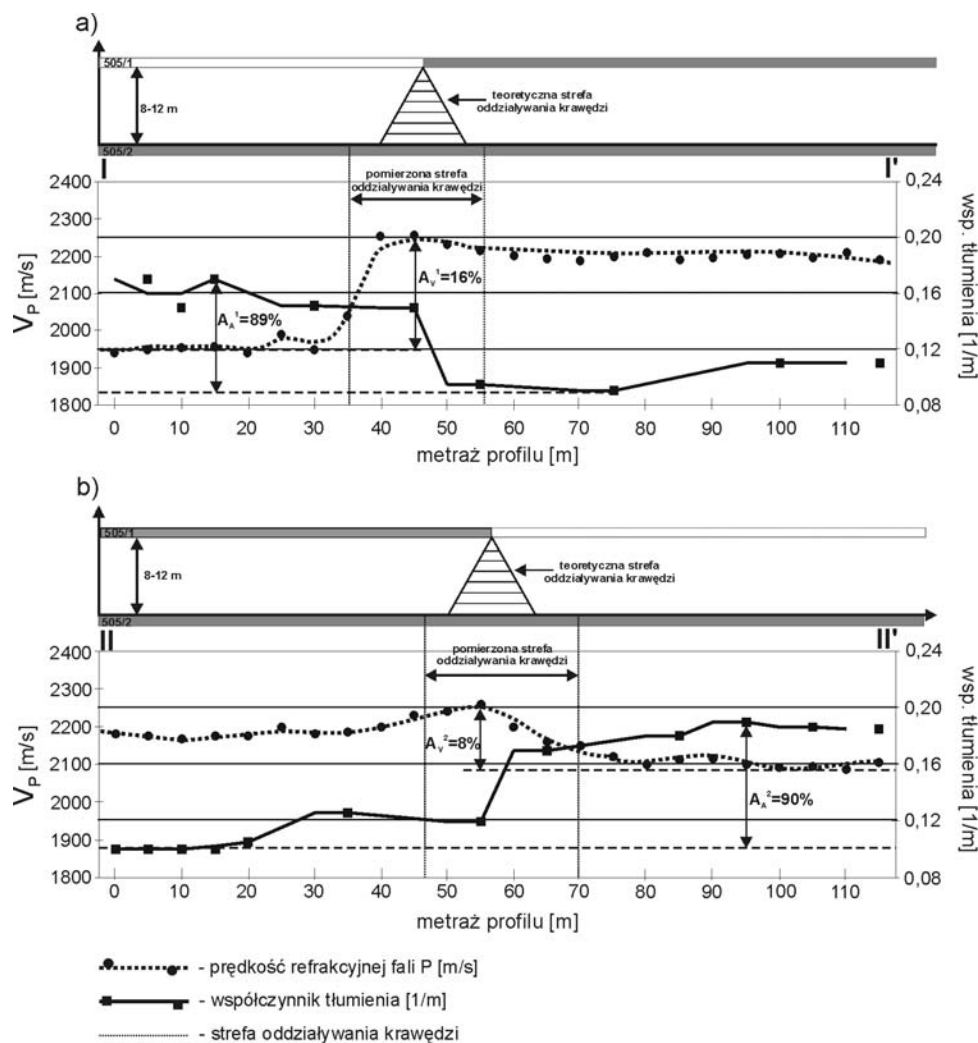 a)
505/1
8-12 m
teoretyczna strefa
oddziaływania krawędzi
505/2
I
I'
pomierzona strefa
oddziaływania krawędzi
2400
2300
2200
2100
2000
1900
1800
V_P [m/s]
A_V^1=16%
A_A^1=89%
0,24
0,20
0,16
0,12
0,08
wsp. tłumienia
[1/m]
0 10 20 30 40 50 60 70 80 90 100 110
metraż profilu [m]
b)
505/1
8-12 m
teoretyczna strefa
oddziaływania krawędzi
505/2
II
II'
pomierzona strefa
oddziaływania krawędzi
2400
2300
2200
2100
2000
1900
1800
V_P [m/s]
A_V^2=8%
A_A^2=90%
0,24
0,20
0,16
0,12
0,08
wsp. tłumienia
[1/m]
0 10 20 30 40 50 60 70 80 90 100 110
metraż profilu [m]
- prędkość refrakcyjnej fali P [m/s]
- współczynnik tłumienia [1/m]
- strefa oddziaływania krawędzi